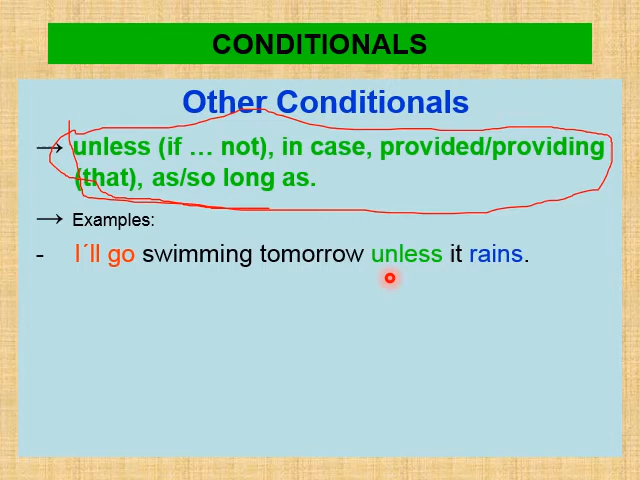 CONDITIONALS
Other Conditionals
→ unless (if … not), in case, provided/providing
(that), as/so long as.
→ Examples:
- I´ll go swimming tomorrow unless it rains.